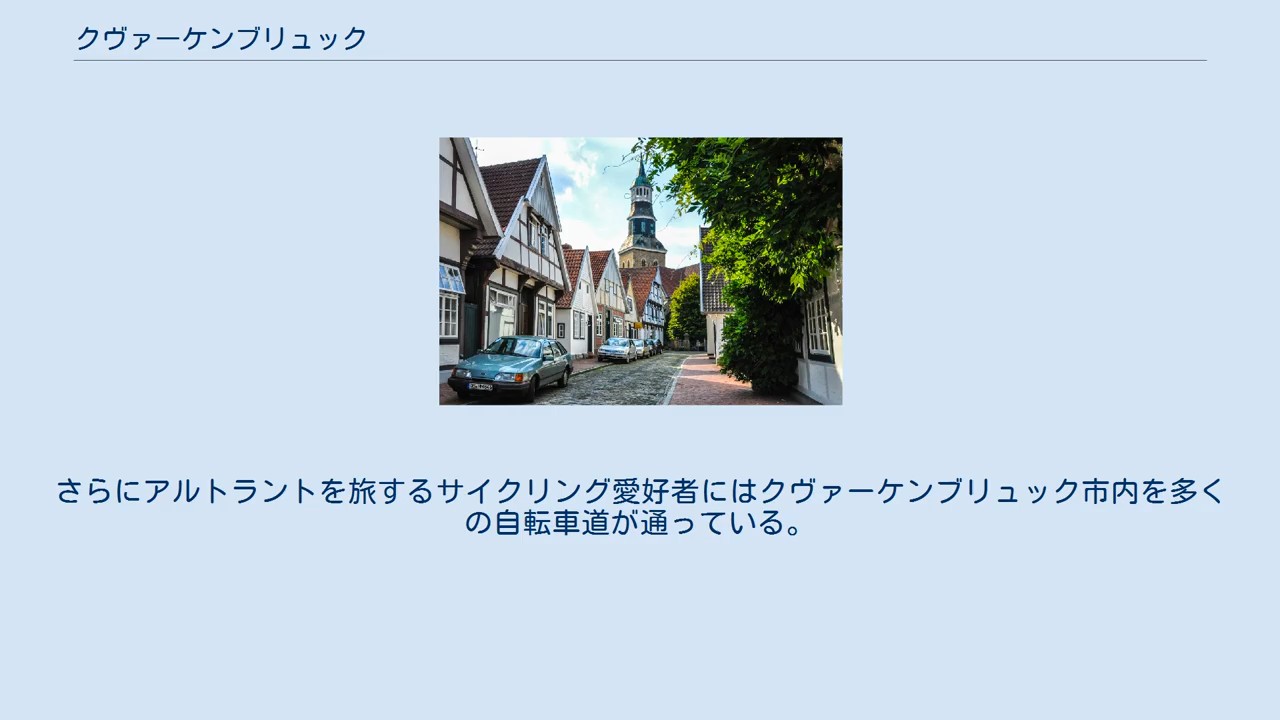 クヴァーケンブリュック
さらにアルトラントを旅するサイクリング愛好者にはクヴァーケンブリュック市内を多く
の自転車道が通っている。